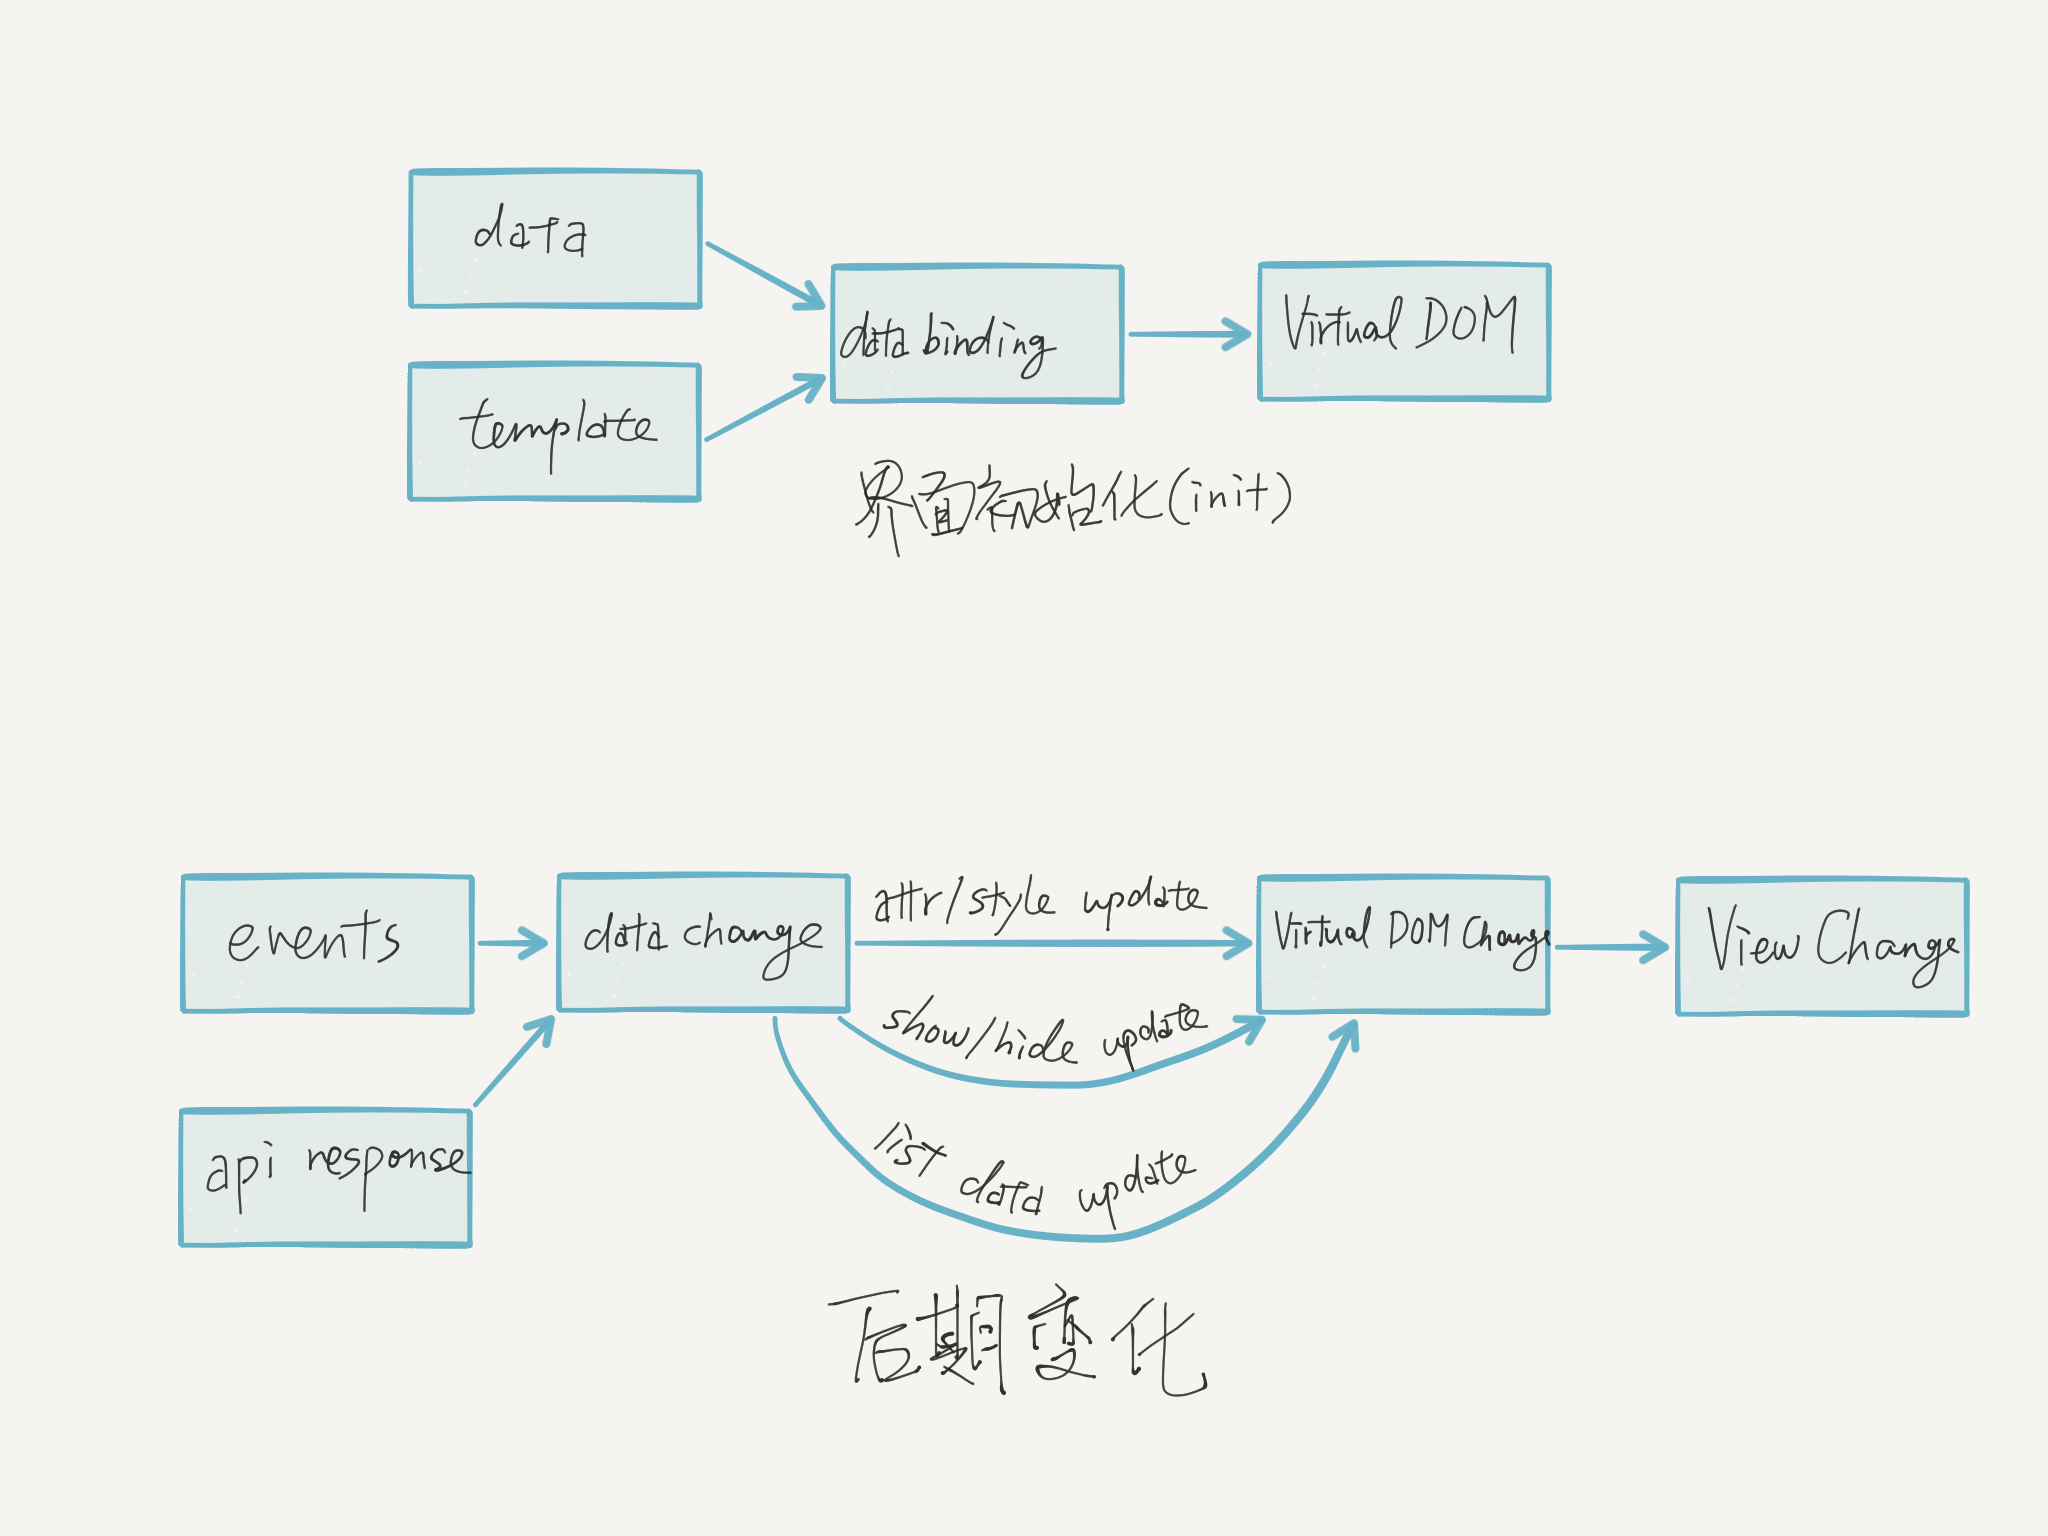 data
template
data binding
Virtual DOM
界面初始化(init)
events
data change
attr/style update
Virtual DOM Change
View Change
show/hide update
api response
list data update
后期变化